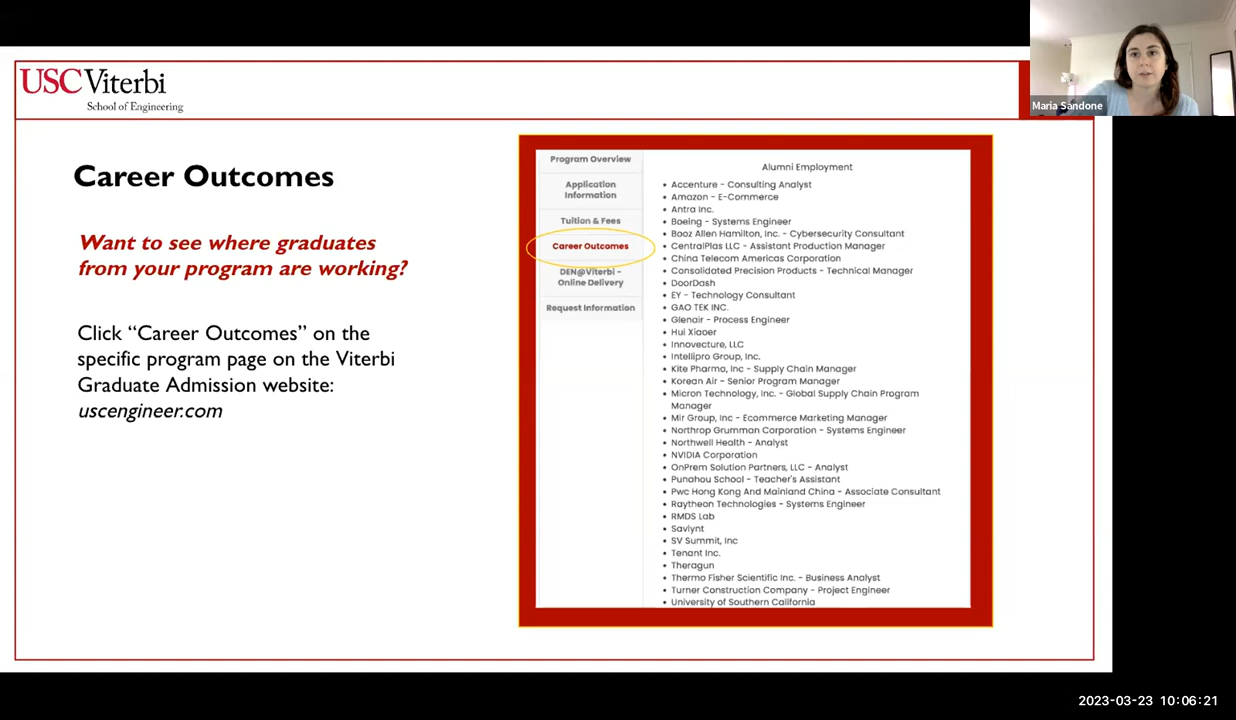 USC Viterbi
School of Engineering
Maria Sandone
Career Outcomes
Want to see where graduates
from your program are working?
Click “Career Outcomes” on the
specific program page on the Viterbi
Graduate Admission website:
uscengineer.com
Program Overview
Application
Information
Tuition & Fees
Career Outcomes
DEN@Viterbi -
Online Delivery
Request Information
Alumni Employment
• Accenture - Consulting Analyst
• Amazon - E-Commerce
• Antra Inc.
• Boeing - Systems Engineer
• Booz Allen Hamilton, Inc. - Cybersecurity Consultant
• CentralPlas LLC - Assistant Production Manager
• China Telecom Americas Corporation
• Consolidated Precision Products - Technical Manager
• DoorDash
• EY - Technology Consultant
• GAO TEK INC.
• Glenair - Process Engineer
• Hui Xiaoer
• Innovecture, LLC
• Intellipro Group, Inc.
• Kite Pharma, Inc - Supply Chain Manager
• Korean Air - Senior Program Manager
• Micron Technology, Inc. - Global Supply Chain Program
Manager
• Mir Group, Inc - Ecommerce Marketing Manager
• Northrop Grumman Corporation - Systems Engineer
• Northwell Health - Analyst
• NVIDIA Corporation
• OnPrem Solution Partners, LLC - Analyst
• Punahou School - Teacher's Assistant
• Pwc Hong Kong And Mainland China - Associate Consultant
• Raytheon Technologies - Systems Engineer
• RMDS Lab
• Saviynt
• SV Summit, Inc
• Tenant Inc.
• Theragun
• Thermo Fisher Scientific Inc. - Business Analyst
• Turner Construction Company - Project Engineer
• University of Southern California
2023-03-23 10:06:21